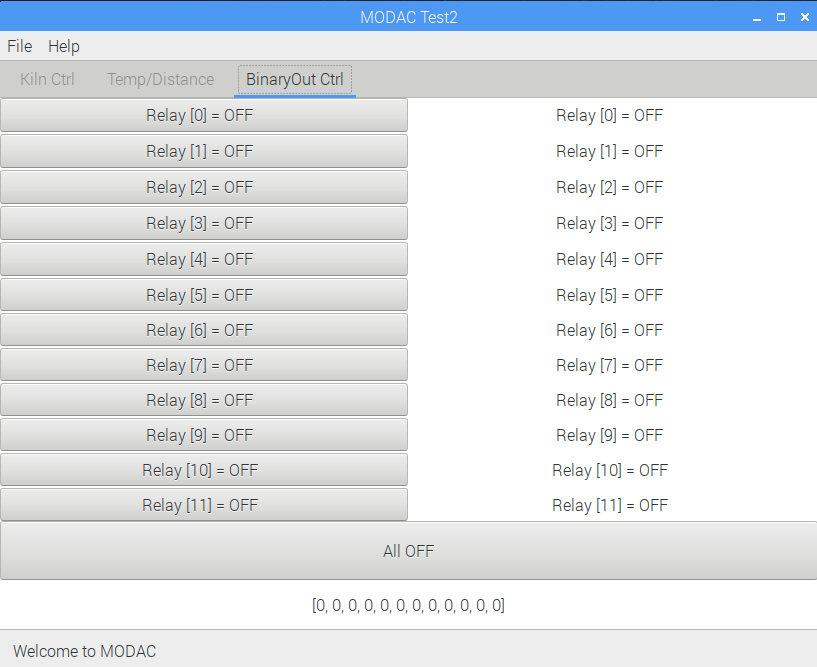 MODAC Test2
File Help
Kiln Ctrl Temp/Distance BinaryOut Ctrl
Relay [0] = OFF Relay [0] = OFF
Relay [1] = OFF Relay [1] = OFF
Relay [2] = OFF Relay [2] = OFF
Relay [3] = OFF Relay [3] = OFF
Relay [4] = OFF Relay [4] = OFF
Relay [5] = OFF Relay [5] = OFF
Relay [6] = OFF Relay [6] = OFF
Relay [7] = OFF Relay [7] = OFF
Relay [8] = OFF Relay [8] = OFF
Relay [9] = OFF Relay [9] = OFF
Relay [10] = OFF Relay [10] = OFF
Relay [11] = OFF Relay [11] = OFF
All OFF
[0, 0, 0, 0, 0, 0, 0, 0, 0, 0, 0, 0]
Welcome to MODAC